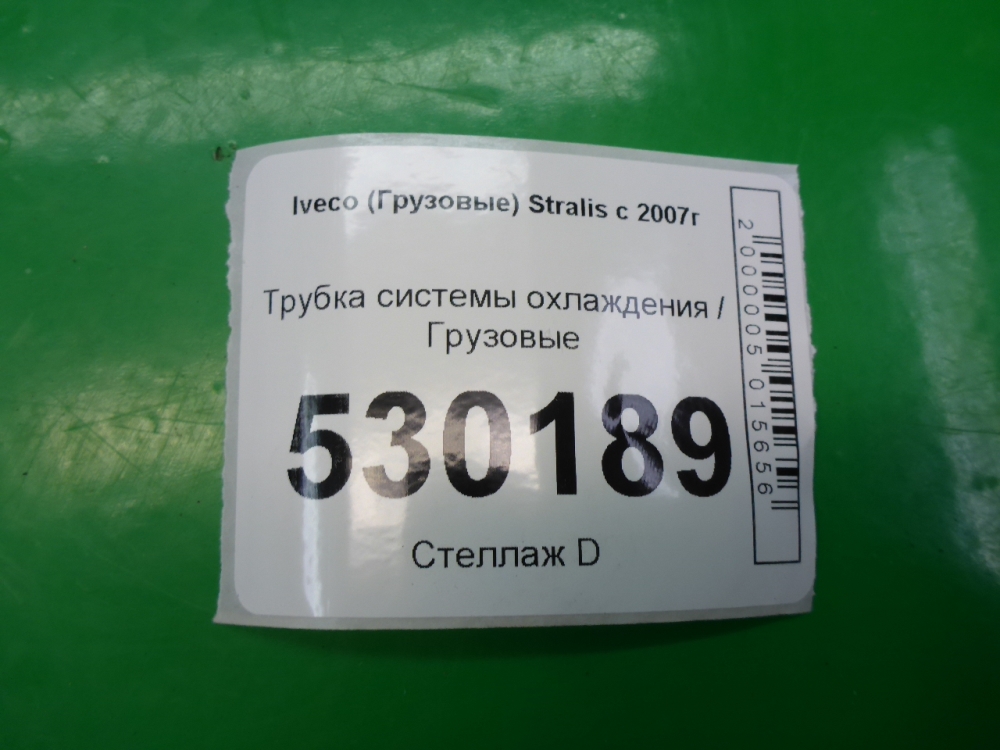 Iveco (Грузовые) Stralis с 2007г
Трубка системы охлаждения /
Грузовые
530189
Стеллаж D
2000005015656